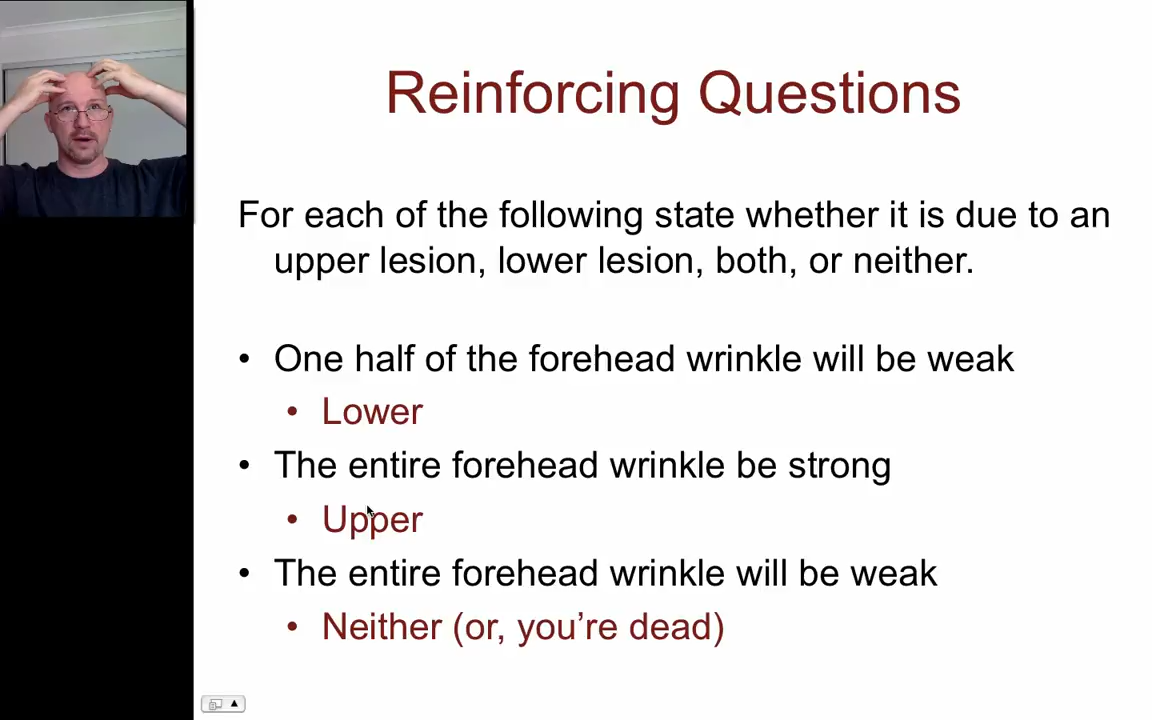 Reinforcing Questions
For each of the following state whether it is due to an
upper lesion, lower lesion, both, or neither.
• One half of the forehead wrinkle will be weak
• Lower
• The entire forehead wrinkle be strong
• Upper
• The entire forehead wrinkle will be weak
• Neither (or, you’re dead)